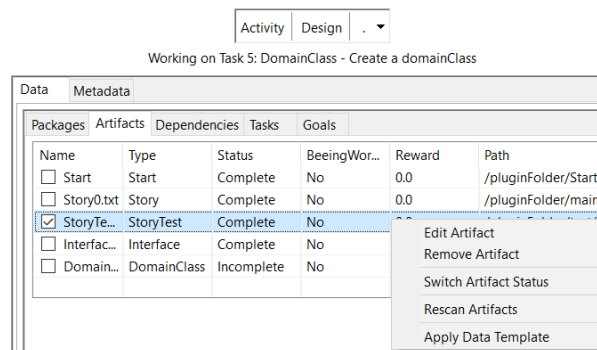 Activity Design .
Working on Task 5: DomainClass - Create a domainClass
Data Metadata
Packages Artifacts Dependencies Tasks Goals
Name Type Status BeeingWor... Reward Path
Start Start Complete No 0.0 /pluginFolder/Start
Story0.txt Story Complete No 0.0 /pluginFolder/main
StoryTe... StoryTest Complete No
Interfac... Interface Complete No
Domain... DomainClass Incomplete No
Edit Artifact
Remove Artifact
Switch Artifact Status
Rescan Artifacts
Apply Data Template